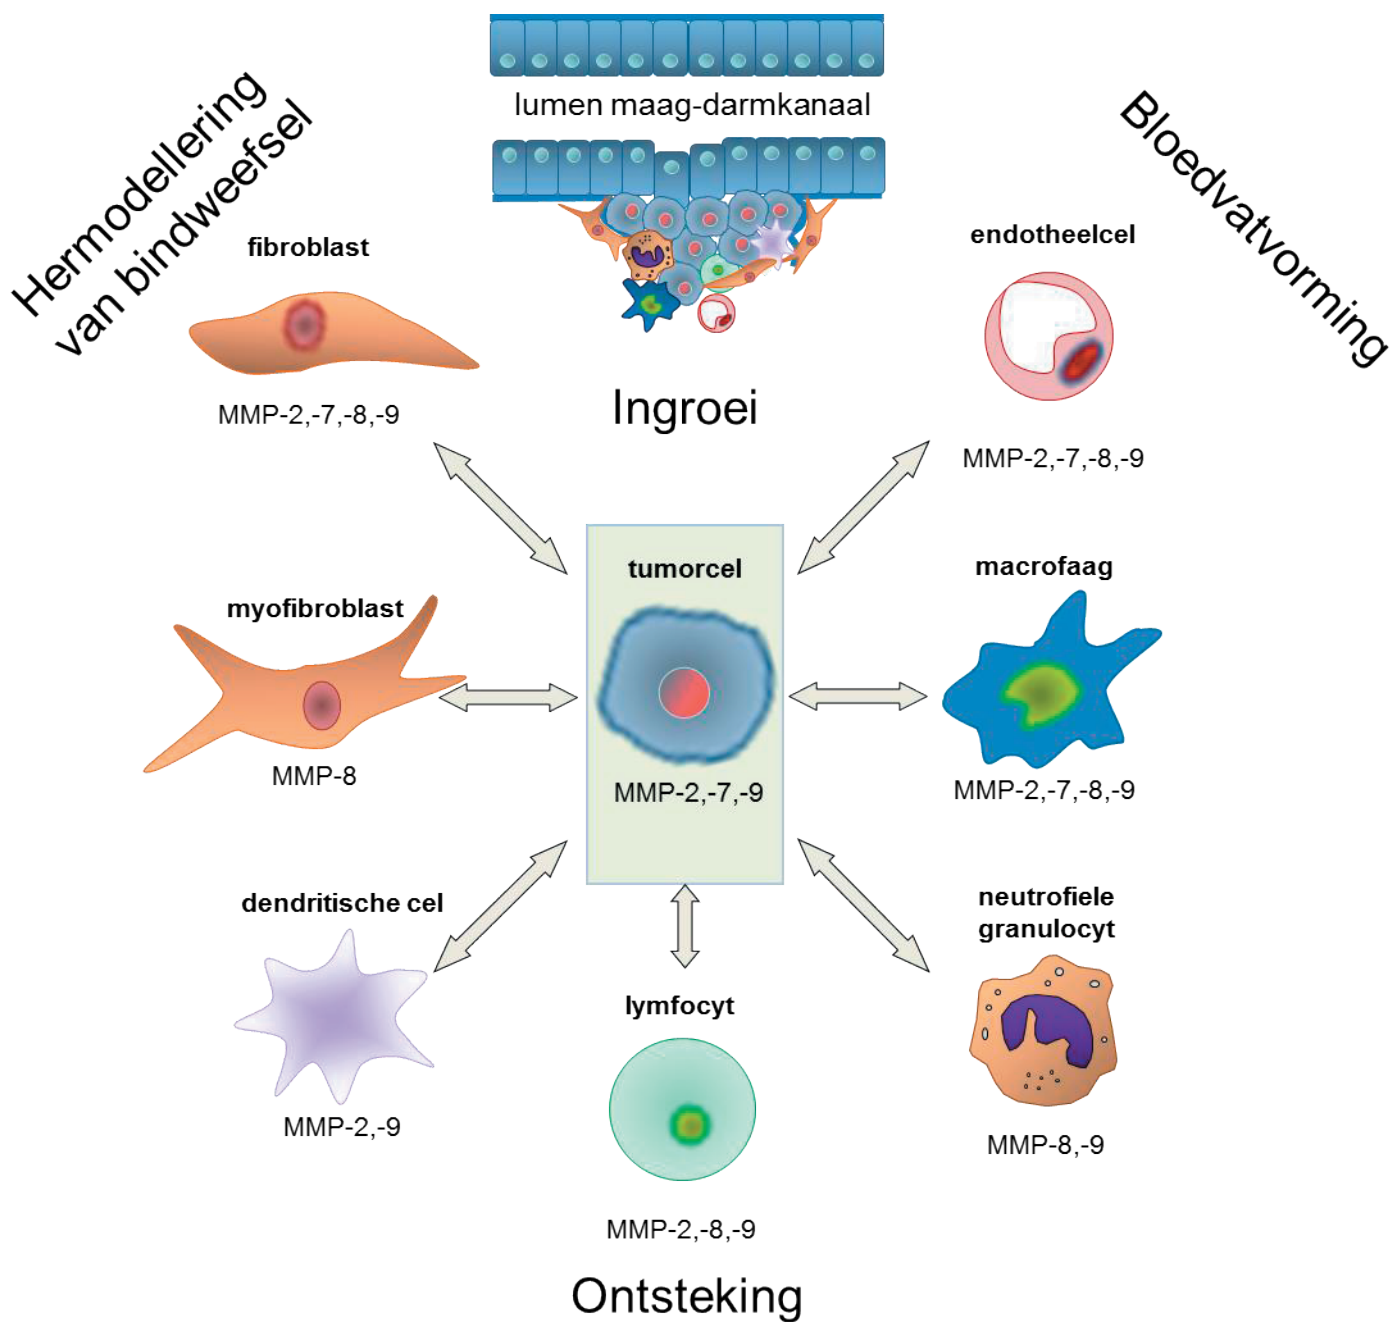 lumen maag-darmkanaal
Hermodellering
van bindweefsel
Bloedvatvorming
fibroblast
MMP-2,-7,-8,-9
Ingroei
endotheelcel
MMP-2,-7,-8,-9
tumorcel
MMP-2,-7,-9
myofibroblast
MMP-8
macrofaag
MMP-2,-7,-8,-9
dendritische cel
MMP-2,-9
lymfocyt
MMP-2,-8,-9
neutrofiele
granulocyt
MMP-8,-9
Ontsteking